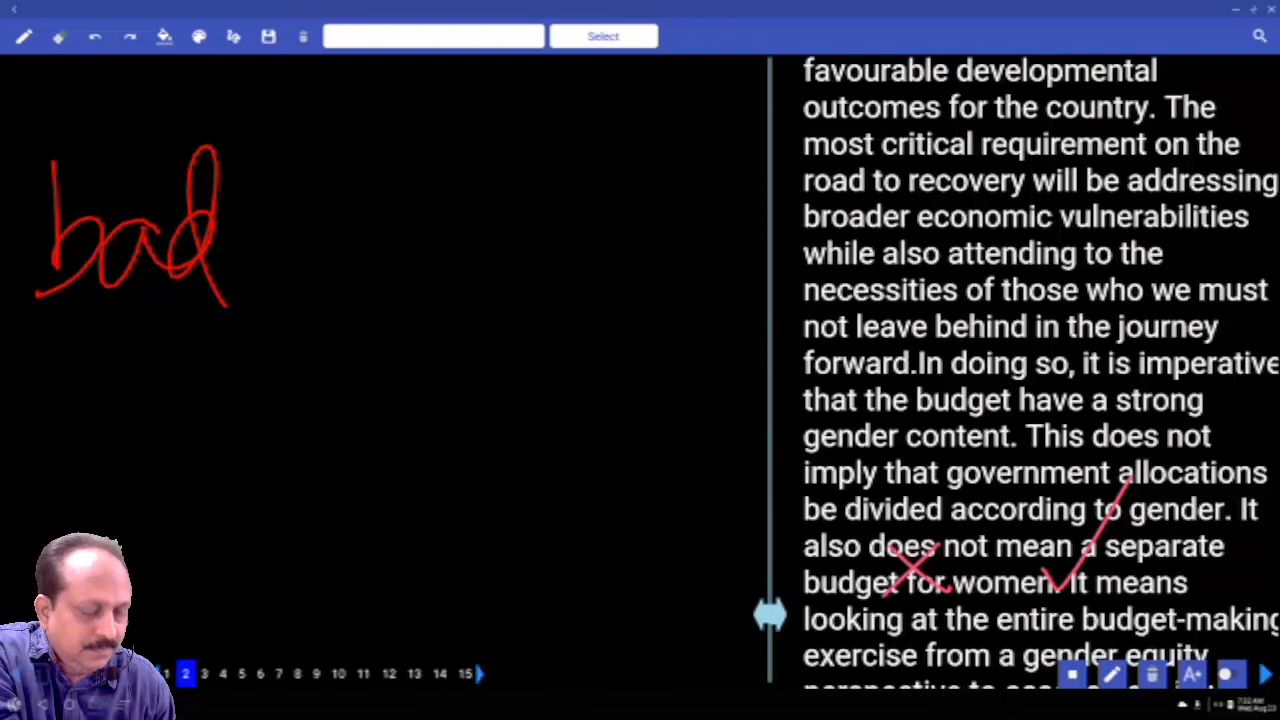 Select
bad
favourable developmental
outcomes for the country. The
most critical requirement on the
road to recovery will be addressing
broader economic vulnerabilities
while also attending to the
necessities of those who we must
not leave behind in the journey
forward.In doing so, it is imperative
that the budget have a strong
gender content. This does not
imply that government allocations
be divided according to gender. It
also does not mean a separate
budget for women. It means
looking at the entire budget-making
exercise from a gender equity
1 2 3 4 5 6 7 8 9 10 11 12 13 14 15
A+